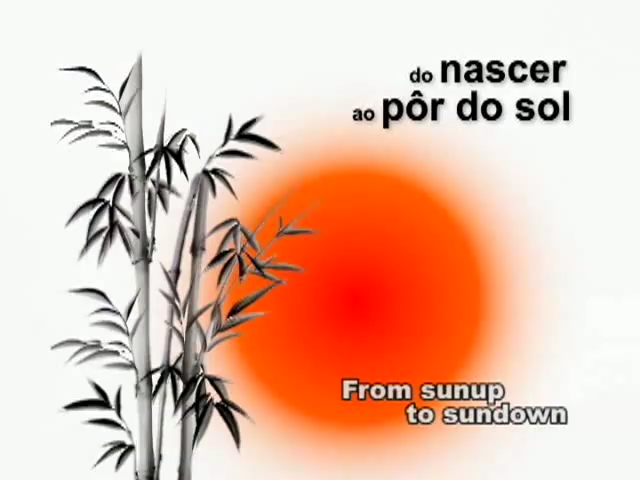 do nascer
ao pôr do sol
From sunup
to sundown